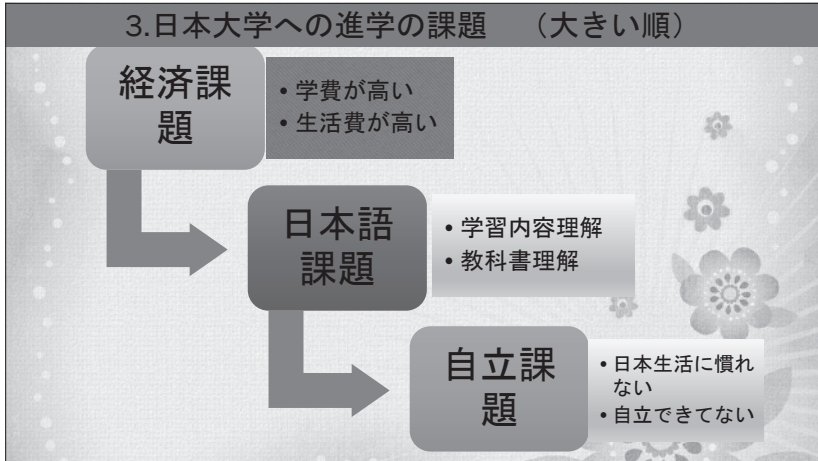 3.日本大学への進学の課題　（大きい順）
経済課
題
• 学費が高い
• 生活費が高い
日本語
課題
• 学習内容理解
• 教科書理解
自立課
題
• 日本生活に慣れ
ない
• 自立できてない